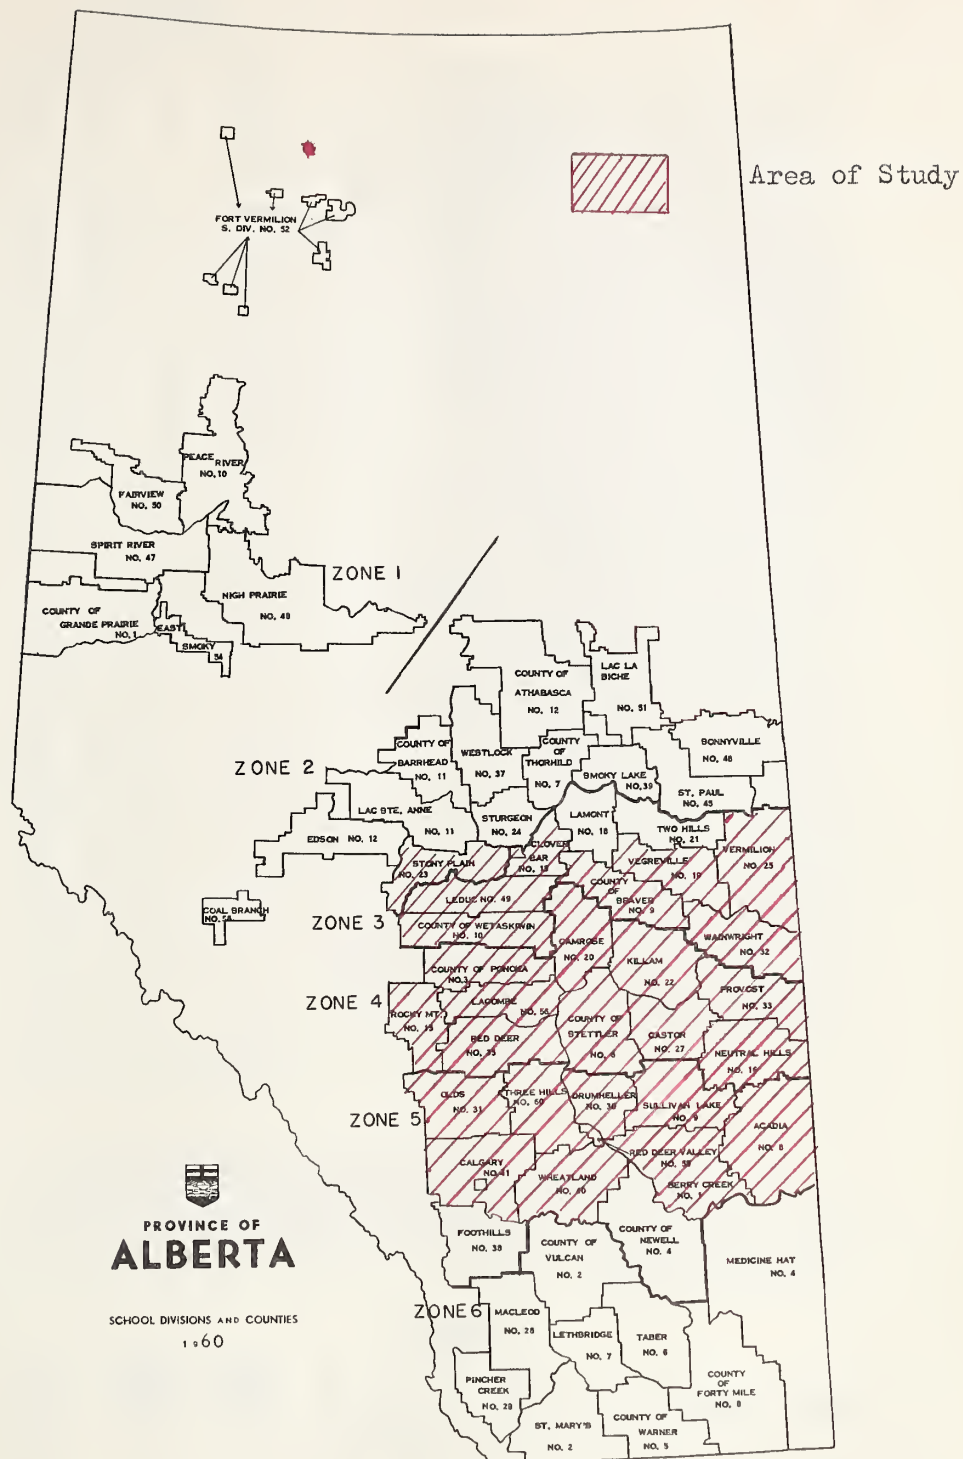 Area of Study
FORT VERMILION
S. DIV. NO. 52
PEACE RIVER
NO. 10
FAIRVIEW
NO. 50
SPIRIT RIVER
NO. 47
ZONE 1
HIGH PRAIRIE
NO. 48
COUNTY OF
GRANDE PRAIRIE
NO. 1
EAST
SMOKY
54
COUNTY OF
ATHABASCA
NO. 12
LAC LA
BICHE
NO. 51
BONNYVILLE
NO. 46
COUNTY OF
BARRHEAD
NO. 11
WESTLOCK
NO. 37
COUNTY
OF
THORHILD
NO. 7
SMOKY LAKE
NO. 39
ST. PAUL
NO. 45
ZONE 2
LAC STE. ANNE
NO. 11
STURGEON
NO. 24
LAMONT
NO. 18
TWO HILLS
NO. 21
EDSON NO. 12
CLOVER
BAR
NO. 13
STONY PLAIN
NO. 23
VEGREVILLE
NO. 19
VERMILION
NO. 25
LEDUC NO. 49
COUNTY
OF
BEAVER
NO. 9
COAL BRANCH
ZONE 3
COUNTY OF WETASKIWIN
NO. 10
CAMROSE
NO. 20
WAINWRIGHT
NO. 32
COUNTY OF PONOKA
NO. 3
KILLAM
NO. 22
PROVOST
NO. 33
ZONE 4
ROCKY MT.
NO. 15
LACOMBE
NO. 56
RED DEER
NO. 35
COUNTY OF
STETTLER
NO. 6
CASTOR
NO. 27
NEUTRAL HILLS
NO. 16
OLDS
NO. 31
THREE HILLS
NO. 60
DRUMHELLER
NO. 30
SULLIVAN LAKE
NO. 9
ACADIA
NO. 8
ZONE 5
CALGARY
NO. 41
WHEATLAND
NO. 40
RED DEER VALLEY
NO. 55
BERRY CREEK
NO. 1
FOOTHILLS
NO. 38
COUNTY OF
VULCAN
NO. 2
COUNTY OF
NEWELL
NO. 4
MEDICINE HAT
NO. 4
PROVINCE OF
ALBERTA
SCHOOL DIVISIONS AND COUNTIES
1960
ZONE 6
MACLEOD
NO. 28
LETHBRIDGE
NO. 7
TABER
NO. 6
PINCHER
CREEK
NO. 29
COUNTY
OF
FORTY MILE
NO. 8
ST. MARY'S
NO. 2
COUNTY OF
WARNER
NO. 5